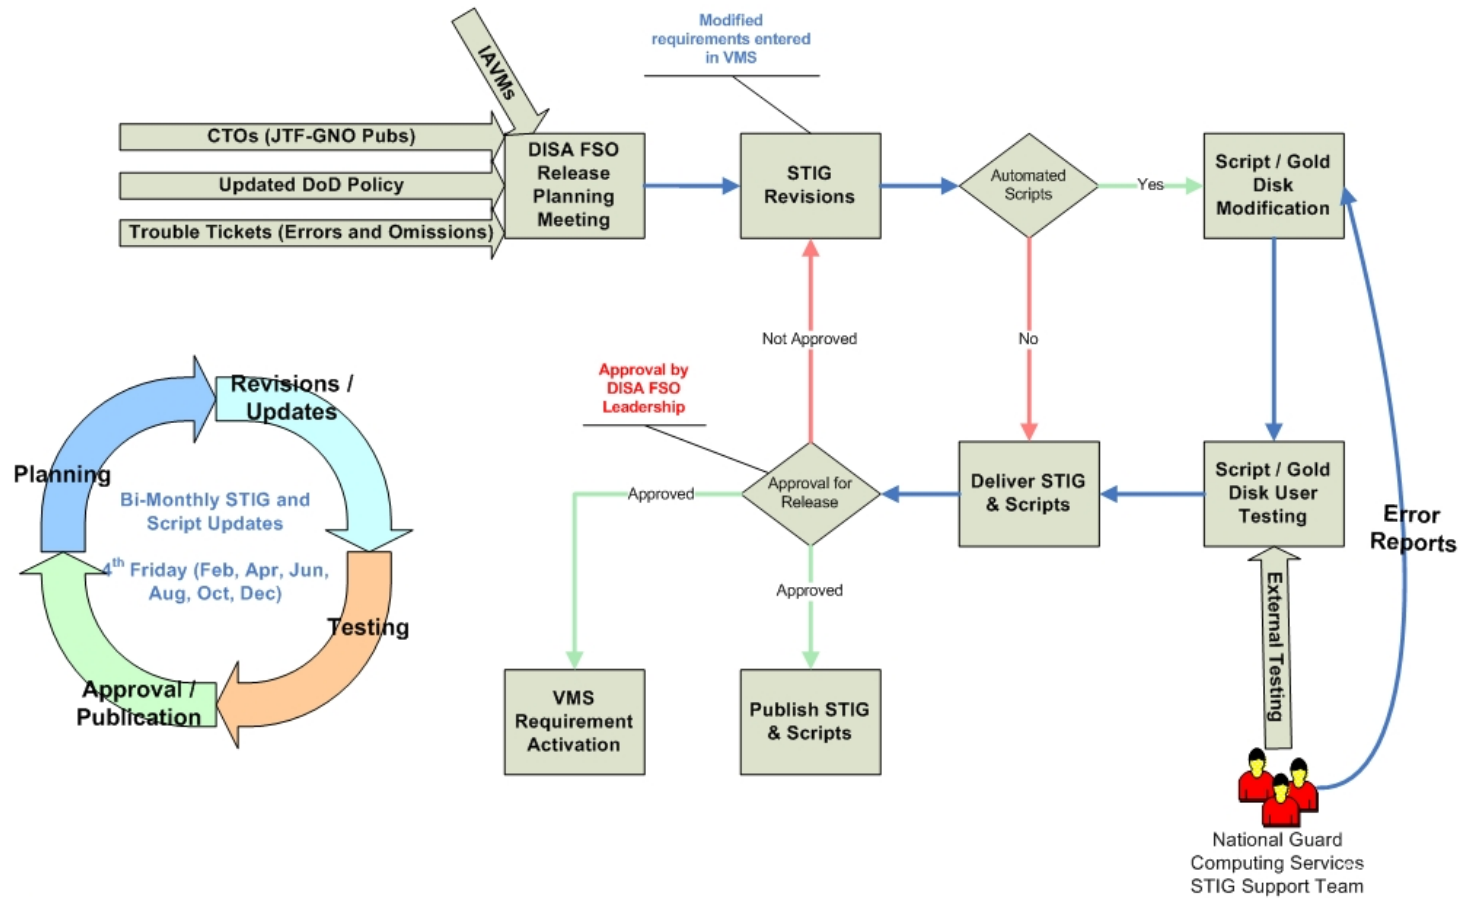 Modified
requirements entered
in VMS
IAVMs
CTOs (JTF-GNO Pubs)
Updated DoD Policy
Trouble Tickets (Errors and Omissions)
DISA FSO
Release
Planning
Meeting
STIG
Revisions
Automated
Scripts
Yes
Script / Gold
Disk
Modification
Not Approved
No
Approval by
DISA FSO
Leadership
Revisions /
Updates
Planning
Bi-Monthly STIG and
Script Updates
4th Friday (Feb, Apr, Jun,
Aug, Oct, Dec)
Testing
Approval /
Publication
Approved
Approval for
Release
Deliver STIG
& Scripts
Script / Gold
Disk User
Testing
Error
Reports
Approved
External Testing
VMS
Requirement
Activation
Publish STIG
& Scripts
National Guard
Computing Services
STIG Support Team